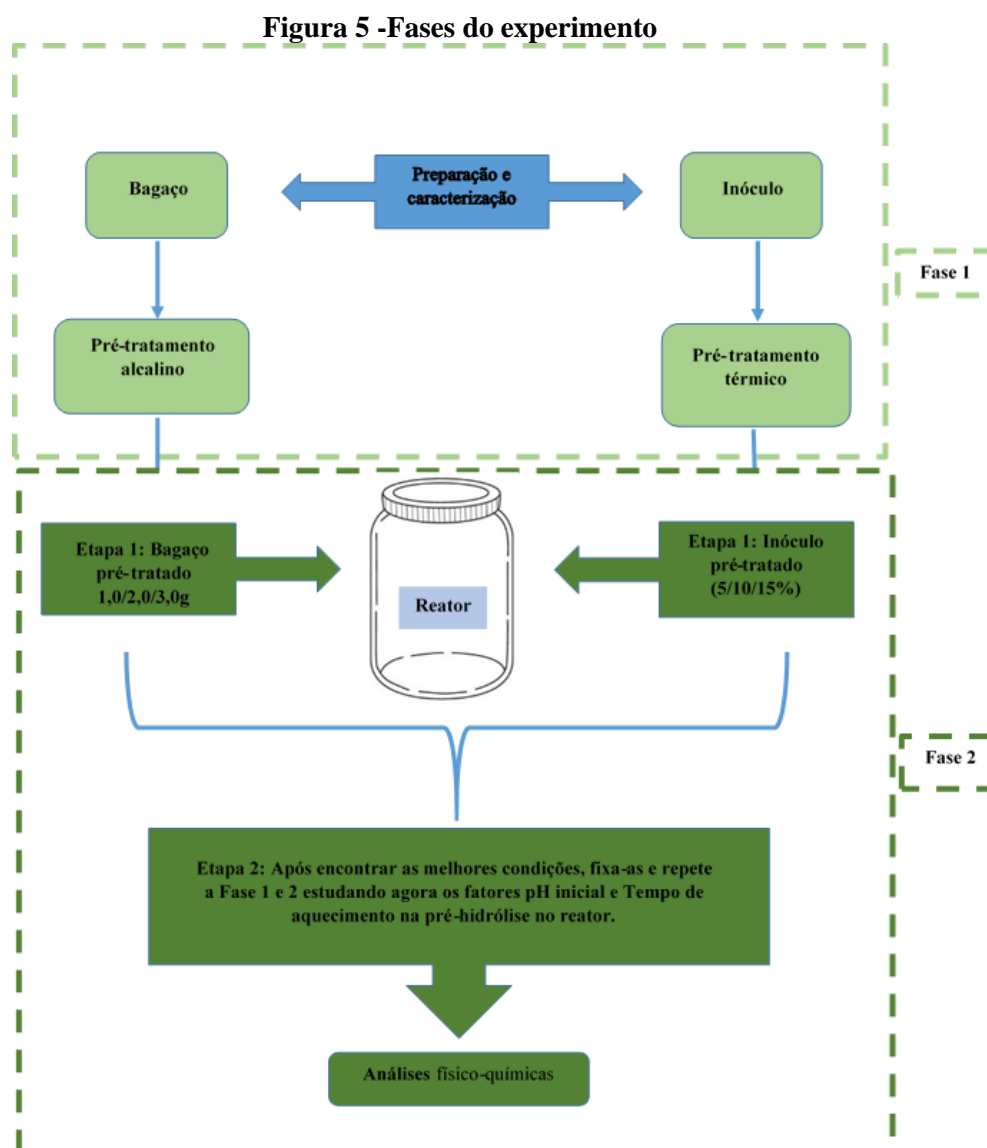 Figura 5 -Fases do experimento
Bagaço
Preparação e
caracterização
Inóculo
Fase 1
Pré-tratamento
alcalino
Pré-tratamento
térmico
Etapa 1: Bagaço
pré-tratado
1,0/2,0/3,0g
Reator
Etapa 1: Inóculo
pré-tratado
(5/10/15%)
Fase 2
Etapa 2: Após encontrar as melhores condições, fixa-as e repete
a Fase 1 e 2 estudando agora os fatores pH inicial e Tempo de
aquecimento na pré-hidrólise no reator.
Análises físico-químicas